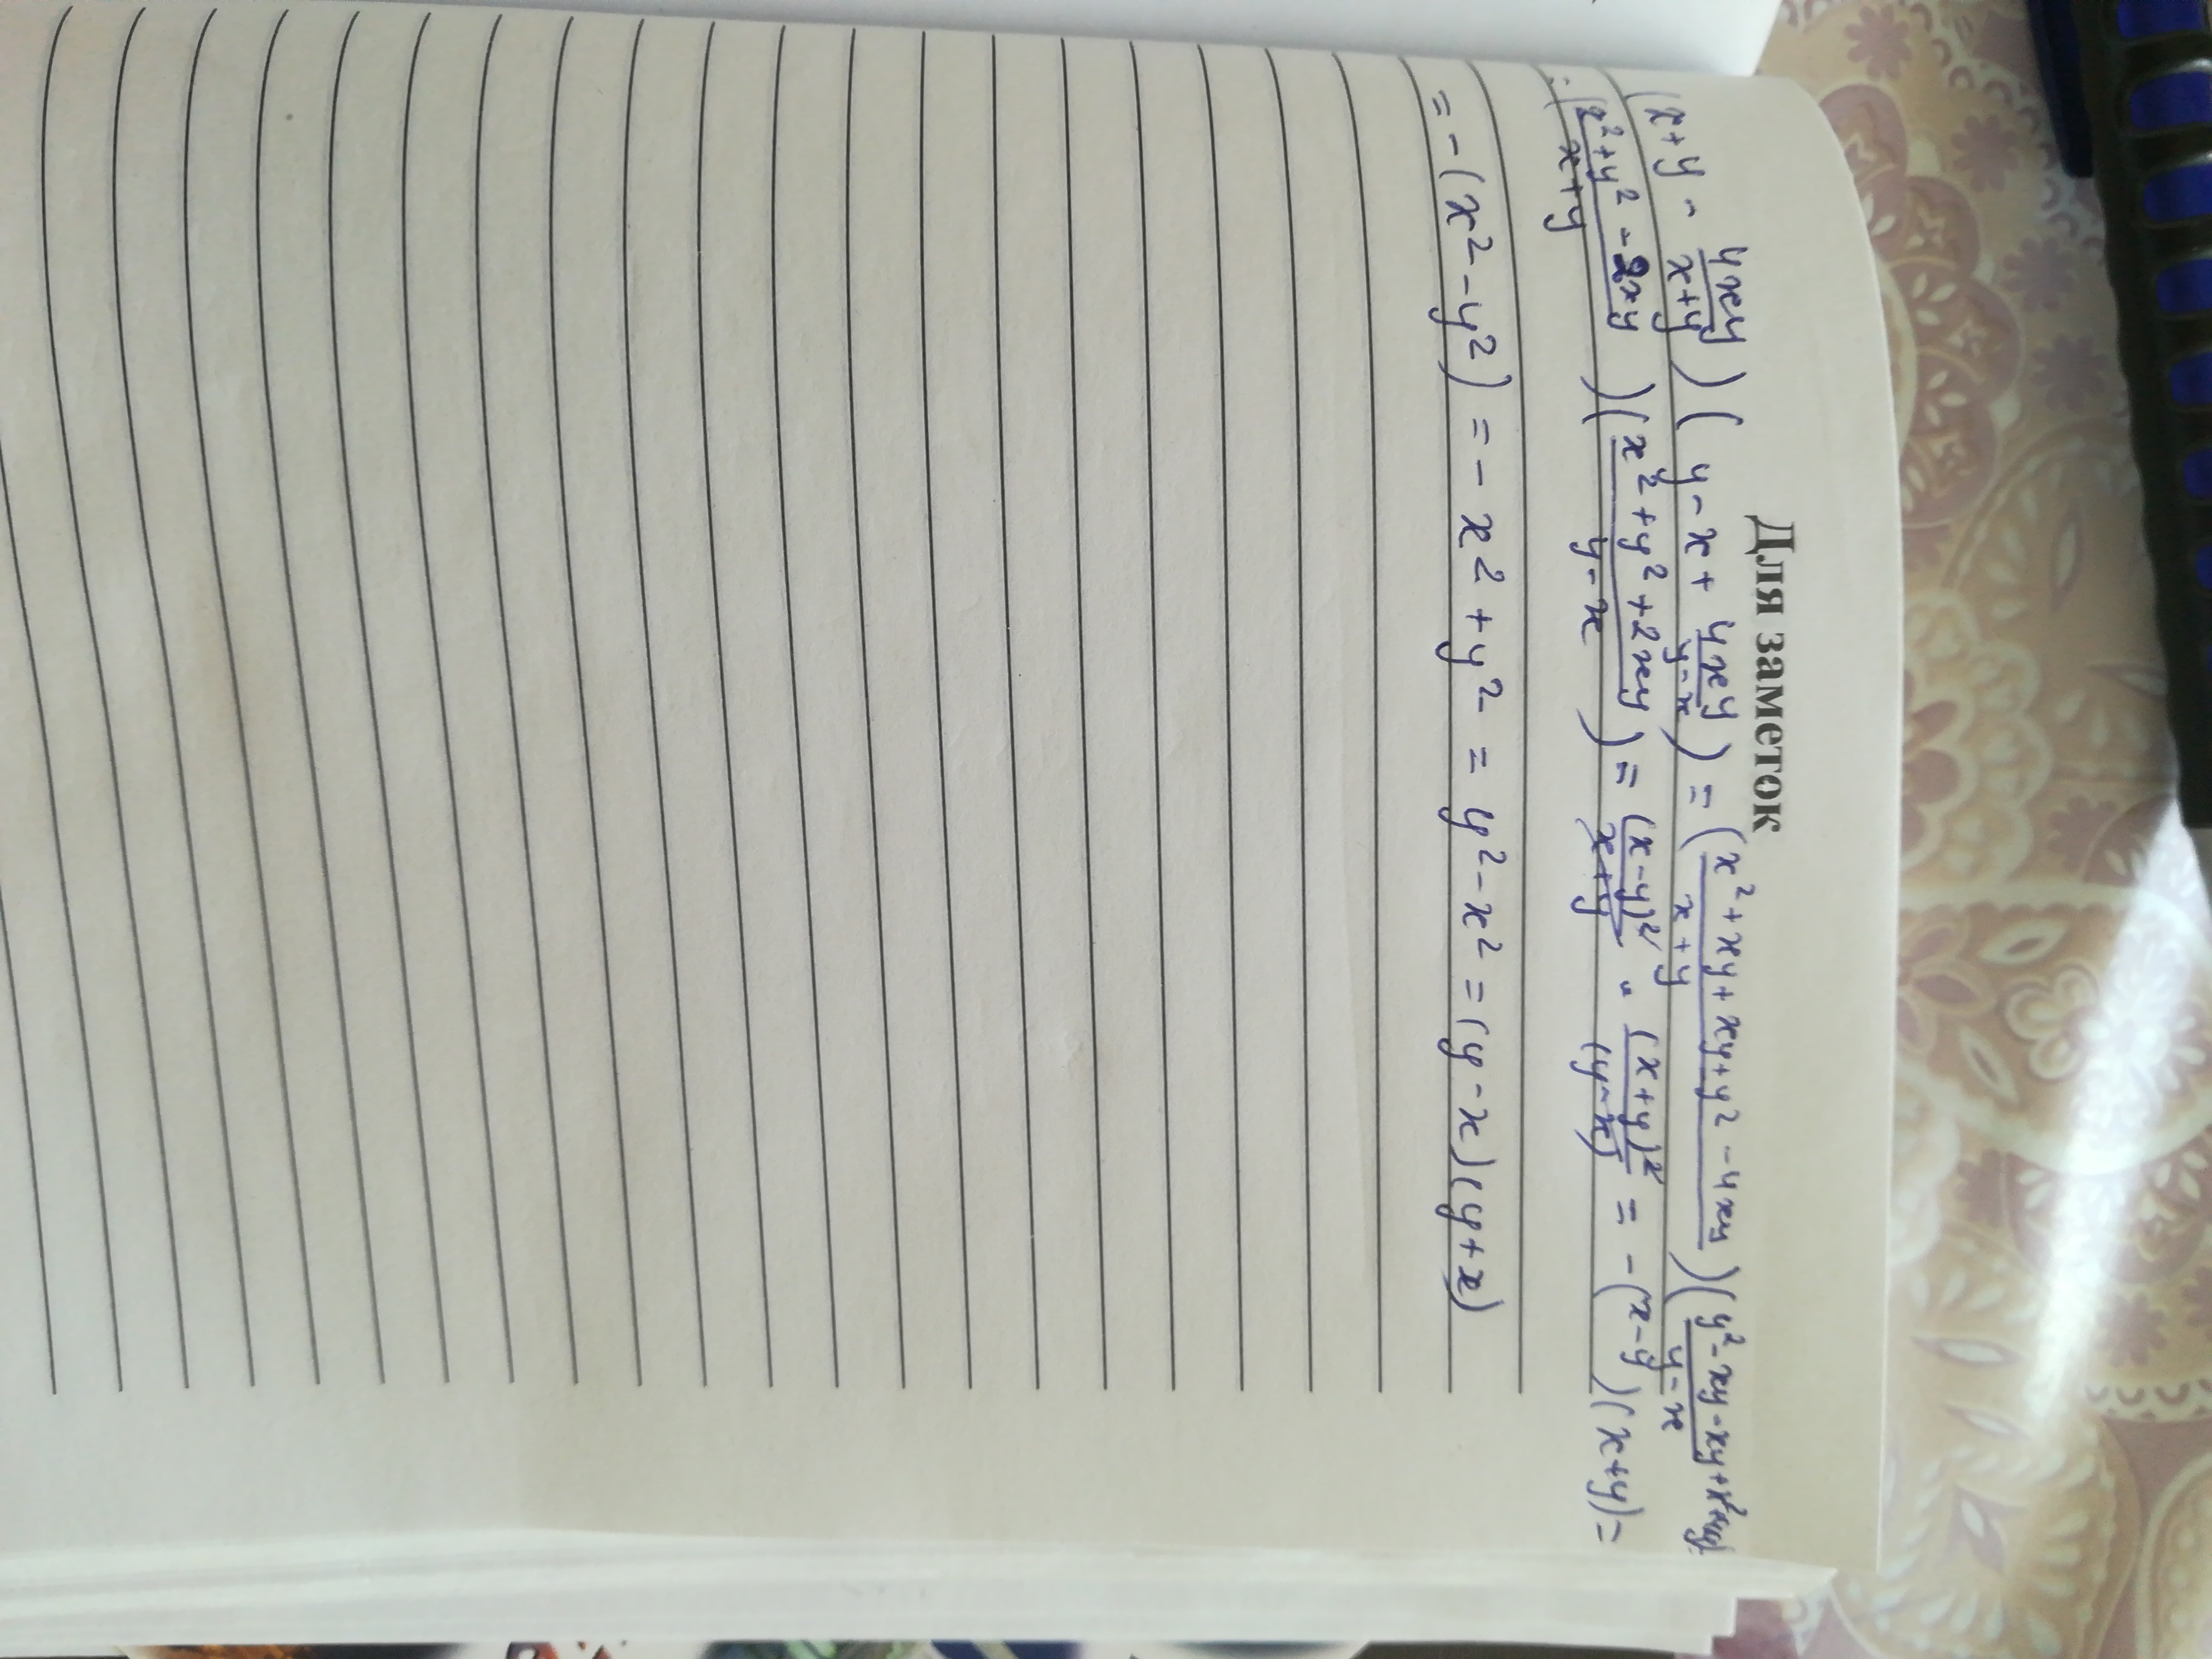 Для заметок
(x+y - 4xy/(x+y))(y-x+ 4xy/(y-x)) = ((x²+xy+xy+y²-4xy)/(x+y))((y²-xy-xy+x²+4xy)/(y-x))
= ((x²+y²-2xy)/(x+y))((x²+y²+2xy)/(y-x)) = (x-y)²/(x+y) · (x+y)²/(y-x) = -(x-y)(x+y)=
= -(x²-y²) = -x²+y² = y²-x² = (y-x)(y+x)